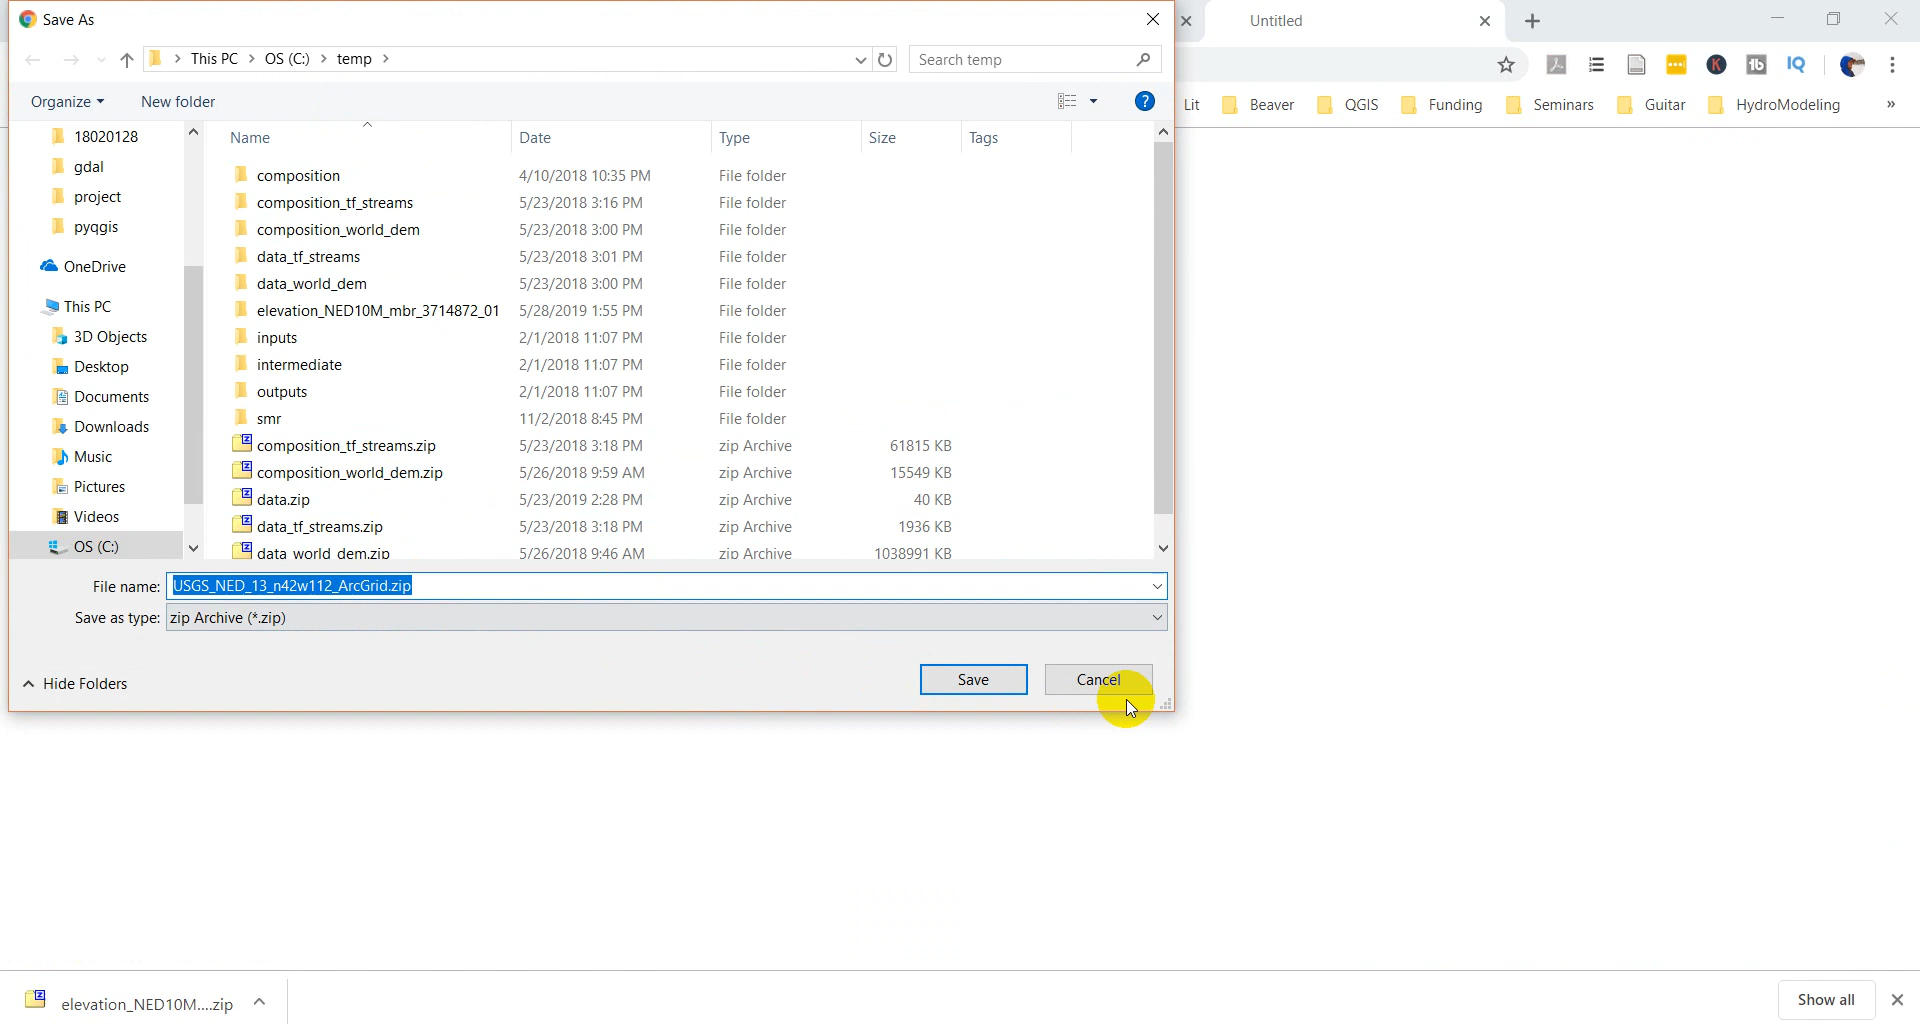 Save As
Untitled
This PC > OS (C:) > temp >
Search temp
Organize
New folder
Lit
Beaver
QGIS
Funding
Seminars
Guitar
HydroModeling
»
Name
Date
Type
Size
Tags
18020128
gdal
project
pyqgis
OneDrive
This PC
3D Objects
Desktop
Documents
Downloads
Music
Pictures
Videos
OS (C:)
composition 4/10/2018 10:35 PM File folder
composition_tf_streams 5/23/2018 3:16 PM File folder
composition_world_dem 5/23/2018 3:00 PM File folder
data_tf_streams 5/23/2018 3:01 PM File folder
data_world_dem 5/23/2018 3:00 PM File folder
elevation_NED10M_mbr_3714872_01 5/28/2019 1:55 PM File folder
inputs 2/1/2018 11:07 PM File folder
intermediate 2/1/2018 11:07 PM File folder
outputs 2/1/2018 11:07 PM File folder
smr 11/2/2018 8:45 PM File folder
composition_tf_streams.zip 5/23/2018 3:18 PM zip Archive 61815 KB
composition_world_dem.zip 5/26/2018 9:59 AM zip Archive 15549 KB
data.zip 5/23/2019 2:28 PM zip Archive 40 KB
data_tf_streams.zip 5/23/2018 3:18 PM zip Archive 1936 KB
data_world_dem.zip 5/26/2018 9:46 AM zip Archive 1038991 KB
File name: USGS_NED_13_n42w112_ArcGrid.zip
Save as type: zip Archive (*.zip)
Hide Folders
Save
Cancel
elevation_NED10M....zip
Show all